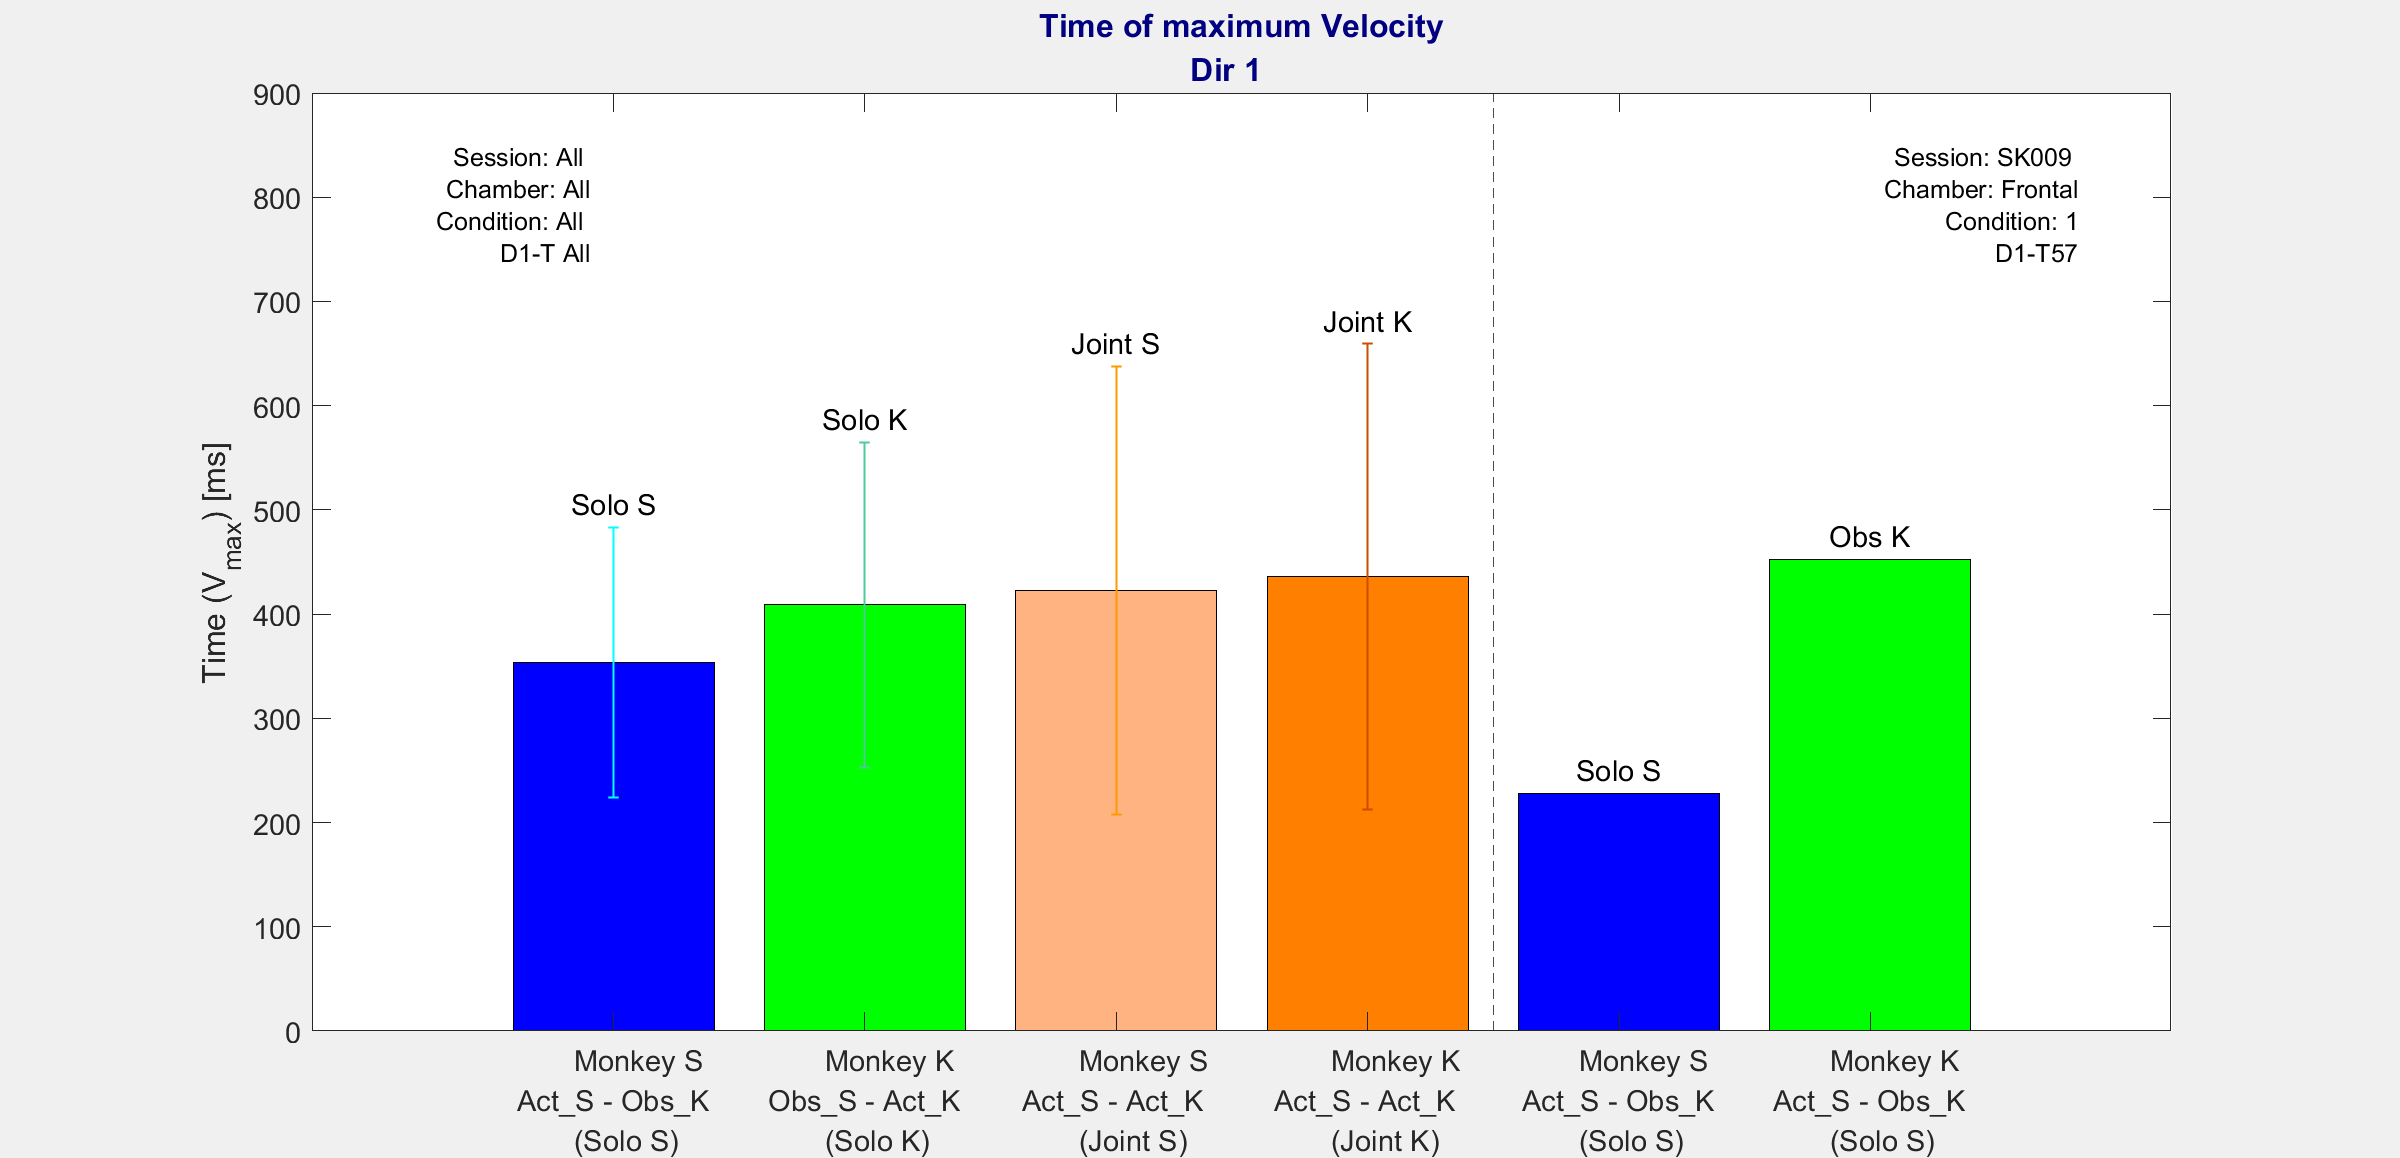 Time of maximum Velocity
Dir 1
Time (Vmax) [ms]
900
800
700
600
500
400
300
200
100
0
Session: All
Chamber: All
Condition: All
D1-T All
Session: SK009
Chamber: Frontal
Condition: 1
D1-T57
Solo S
Solo K
Joint S
Joint K
Solo S
Obs K
Monkey S
Act_S - Obs_K
(Solo S)
Monkey K
Obs_S - Act_K
(Solo K)
Monkey S
Act_S - Act_K
(Joint S)
Monkey K
Act_S - Act_K
(Joint K)
Monkey S
Act_S - Obs_K
(Solo S)
Monkey K
Act_S - Obs_K
(Solo S)